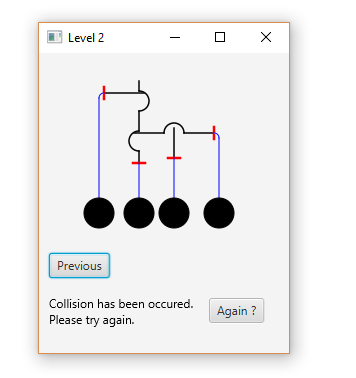 Level 2
Previous
Collision has been occured.
Please try again.
Again ?